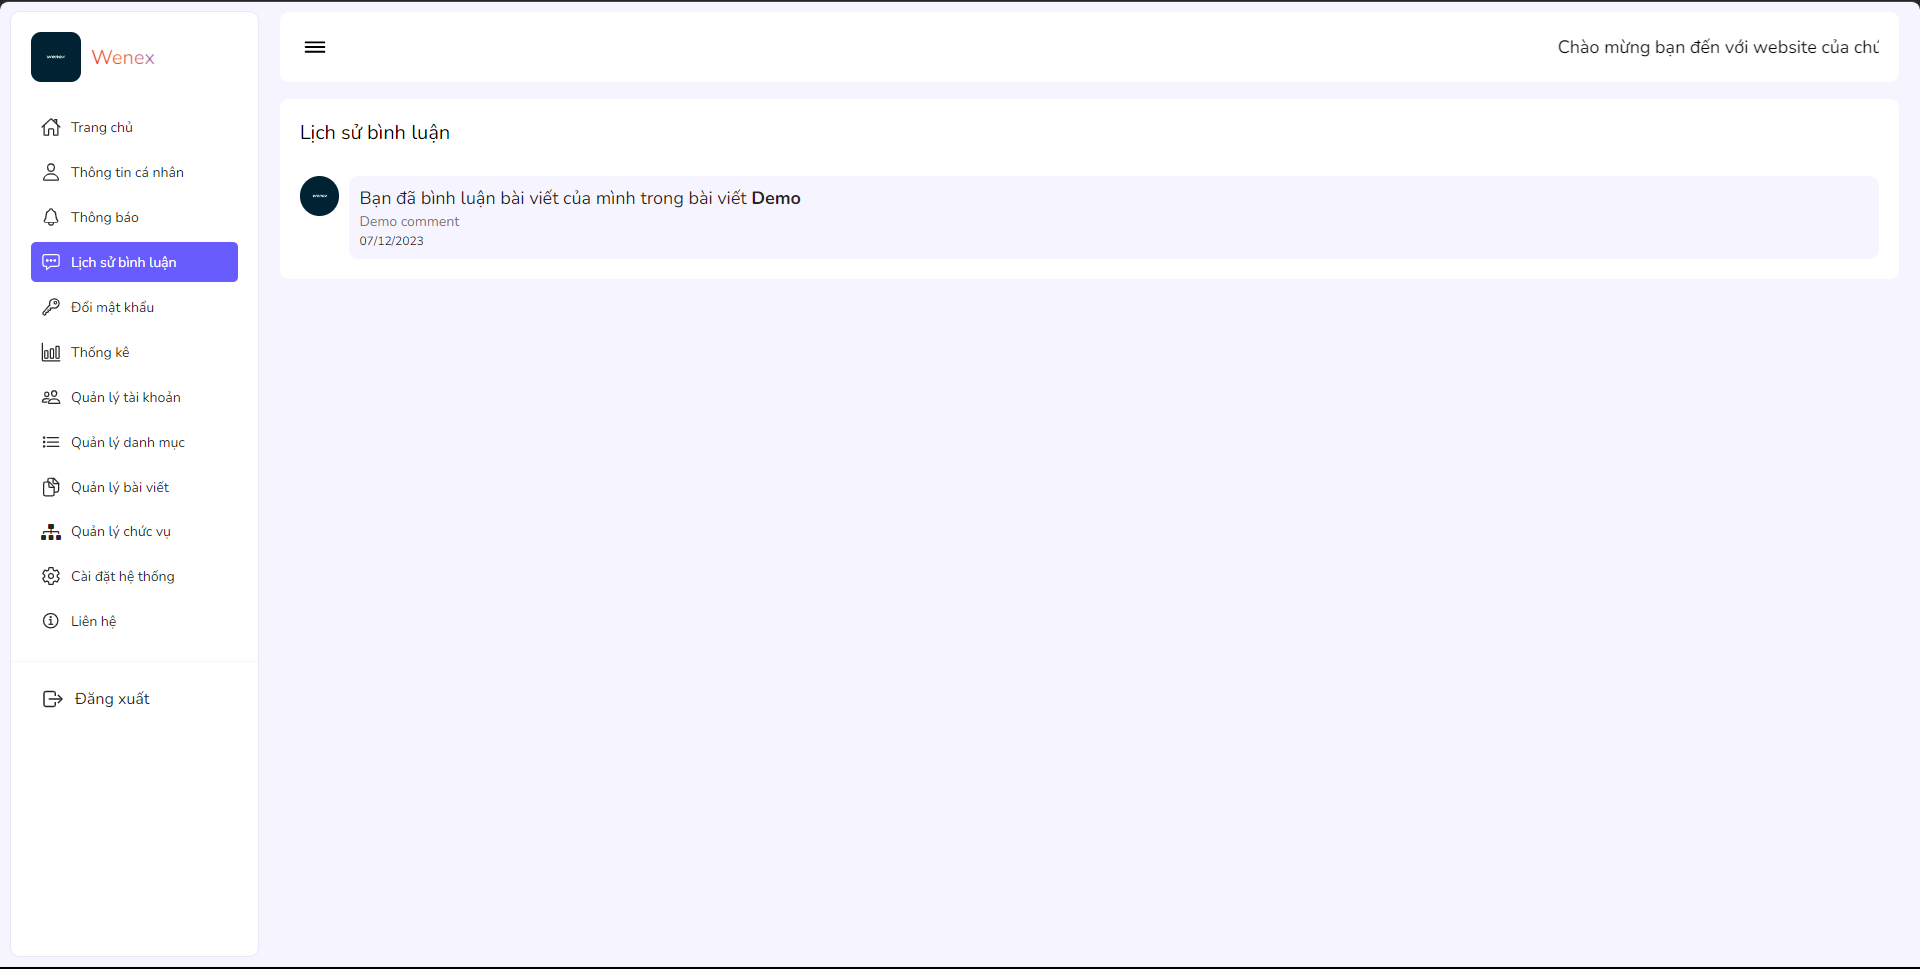 Wenex
Trang chủ
Thông tin cá nhân
Thông báo
Lịch sử bình luận
Đổi mật khẩu
Thống kê
Quản lý tài khoản
Quản lý danh mục
Quản lý bài viết
Quản lý chức vụ
Cài đặt hệ thống
Liên hệ
Đăng xuất
Chào mừng bạn đến với website của chú
Lịch sử bình luận
Bạn đã bình luận bài viết của mình trong bài viết Demo
Demo comment
07/12/2023